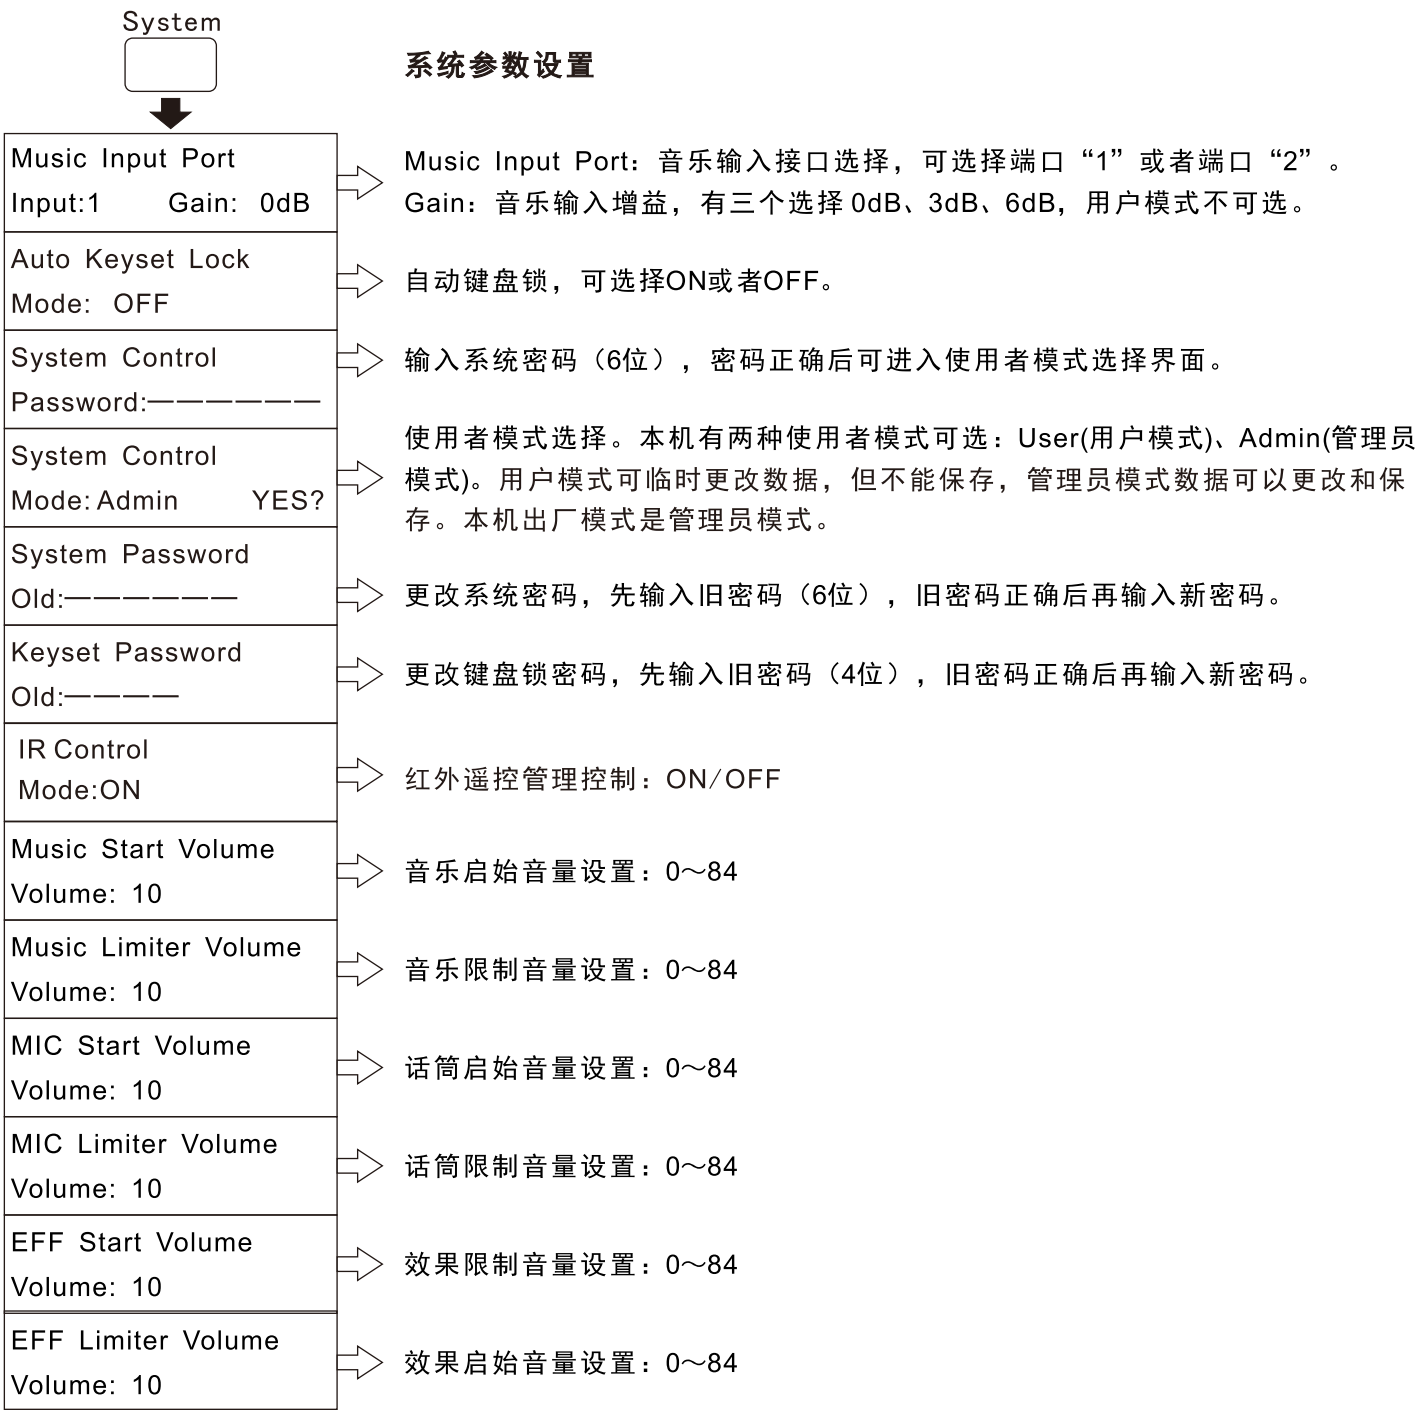 System
系统参数设置
Music Input Port
Input:1 Gain: 0dB
Music Input Port：音乐输入接口选择，可选择端口“1”或者端口“2”。
Gain：音乐输入增益，有三个选择 0dB、3dB、6dB，用户模式不可选。
Auto Keyset Lock
Mode: OFF
自动键盘锁，可选择ON或者OFF。
System Control
Password:——————
输入系统密码（6位），密码正确后可进入使用者模式选择界面。
System Control
Mode: Admin YES?
使用者模式选择。本机有两种使用者模式可选：User(用户模式)、Admin(管理员
模式)。用户模式可临时更改数据，但不能保存，管理员模式数据可以更改和保
存。本机出厂模式是管理员模式。
System Password
Old:——————
更改系统密码，先输入旧密码（6位），旧密码正确后再输入新密码。
Keyset Password
Old:————
更改键盘锁密码，先输入旧密码（4位），旧密码正确后再输入新密码。
IR Control
Mode:ON
红外遥控管理控制：ON/OFF
Music Start Volume
Volume: 10
音乐启始音量设置：0～84
Music Limiter Volume
Volume: 10
音乐限制音量设置：0～84
MIC Start Volume
Volume: 10
话筒启始音量设置：0～84
MIC Limiter Volume
Volume: 10
话筒限制音量设置：0～84
EFF Start Volume
Volume: 10
效果限制音量设置：0～84
EFF Limiter Volume
Volume: 10
效果启始音量设置：0～84